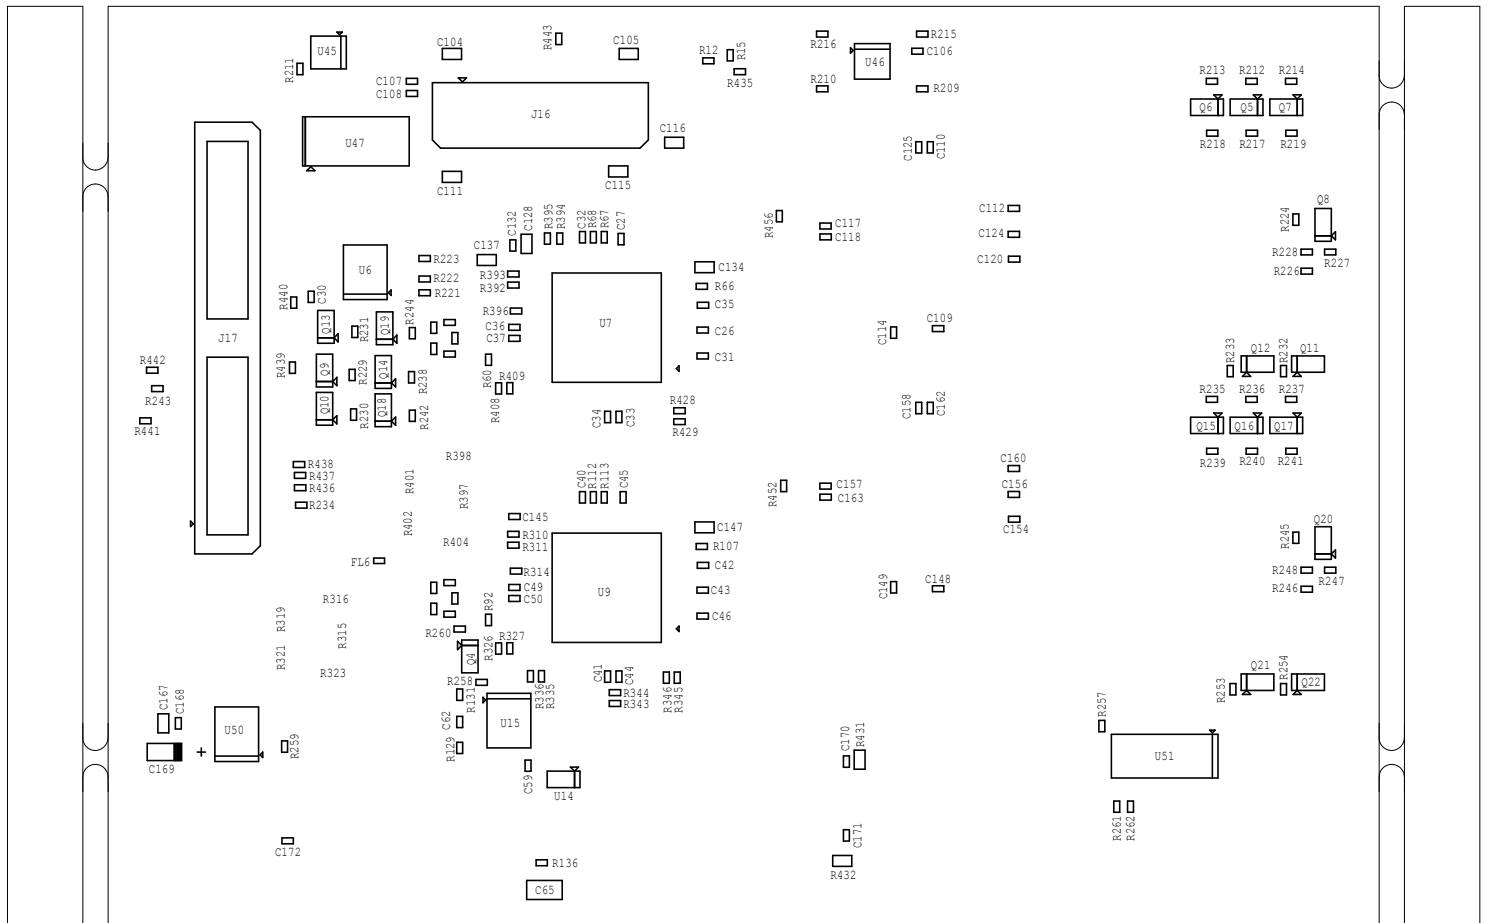 U45
R211
C104
R443
C105
R12
R15
R435
R216
U46
R215
C106
C107
C108
R210
R209
R213
R212
R214
J16
Q6
Q5
Q7
U47
C116
C125
C110
R218
R217
R219
C111
C115
C132
C128
R395
R394
C32
R68
R67
C27
R456
C117
C118
C112
C124
C120
R224
Q8
R228
R227
R226
U6
R223
R222
R221
C137
R393
R392
C134
R66
R440
C30
R396
U7
C35
Q13
R231
Q19
R244
C36
C37
C26
C114
C109
J17
C31
R439
Q9
R229
Q14
R238
R60
R409
R408
R442
R243
R441
R233
Q12
R232
Q11
Q10
R230
Q18
R242
C34
C33
R428
R429
C158
C162
R235
R236
R237
Q15
Q16
Q17
R398
R239
R240
R241
R438
R437
R436
R234
R401
R397
C40
R112
R113
C45
R452
C157
C163
C160
C156
C154
R402
C145
R310
R311
R404
C147
R107
R245
Q20
FL6
R314
U9
C42
R248
R247
R246
C49
C50
C43
C149
C148
R316
R319
R315
R92
C46
R260
R326
R327
R321
R323
Q4
R258
R131
R336
R335
C41
C44
R344
R343
R346
R345
Q21
R254
R253
Q22
C167
C168
U50
R259
C169
+
C62
U15
R129
C59
U14
C170
R431
R257
U51
R261
R262
C172
C171
R136
R432
C65